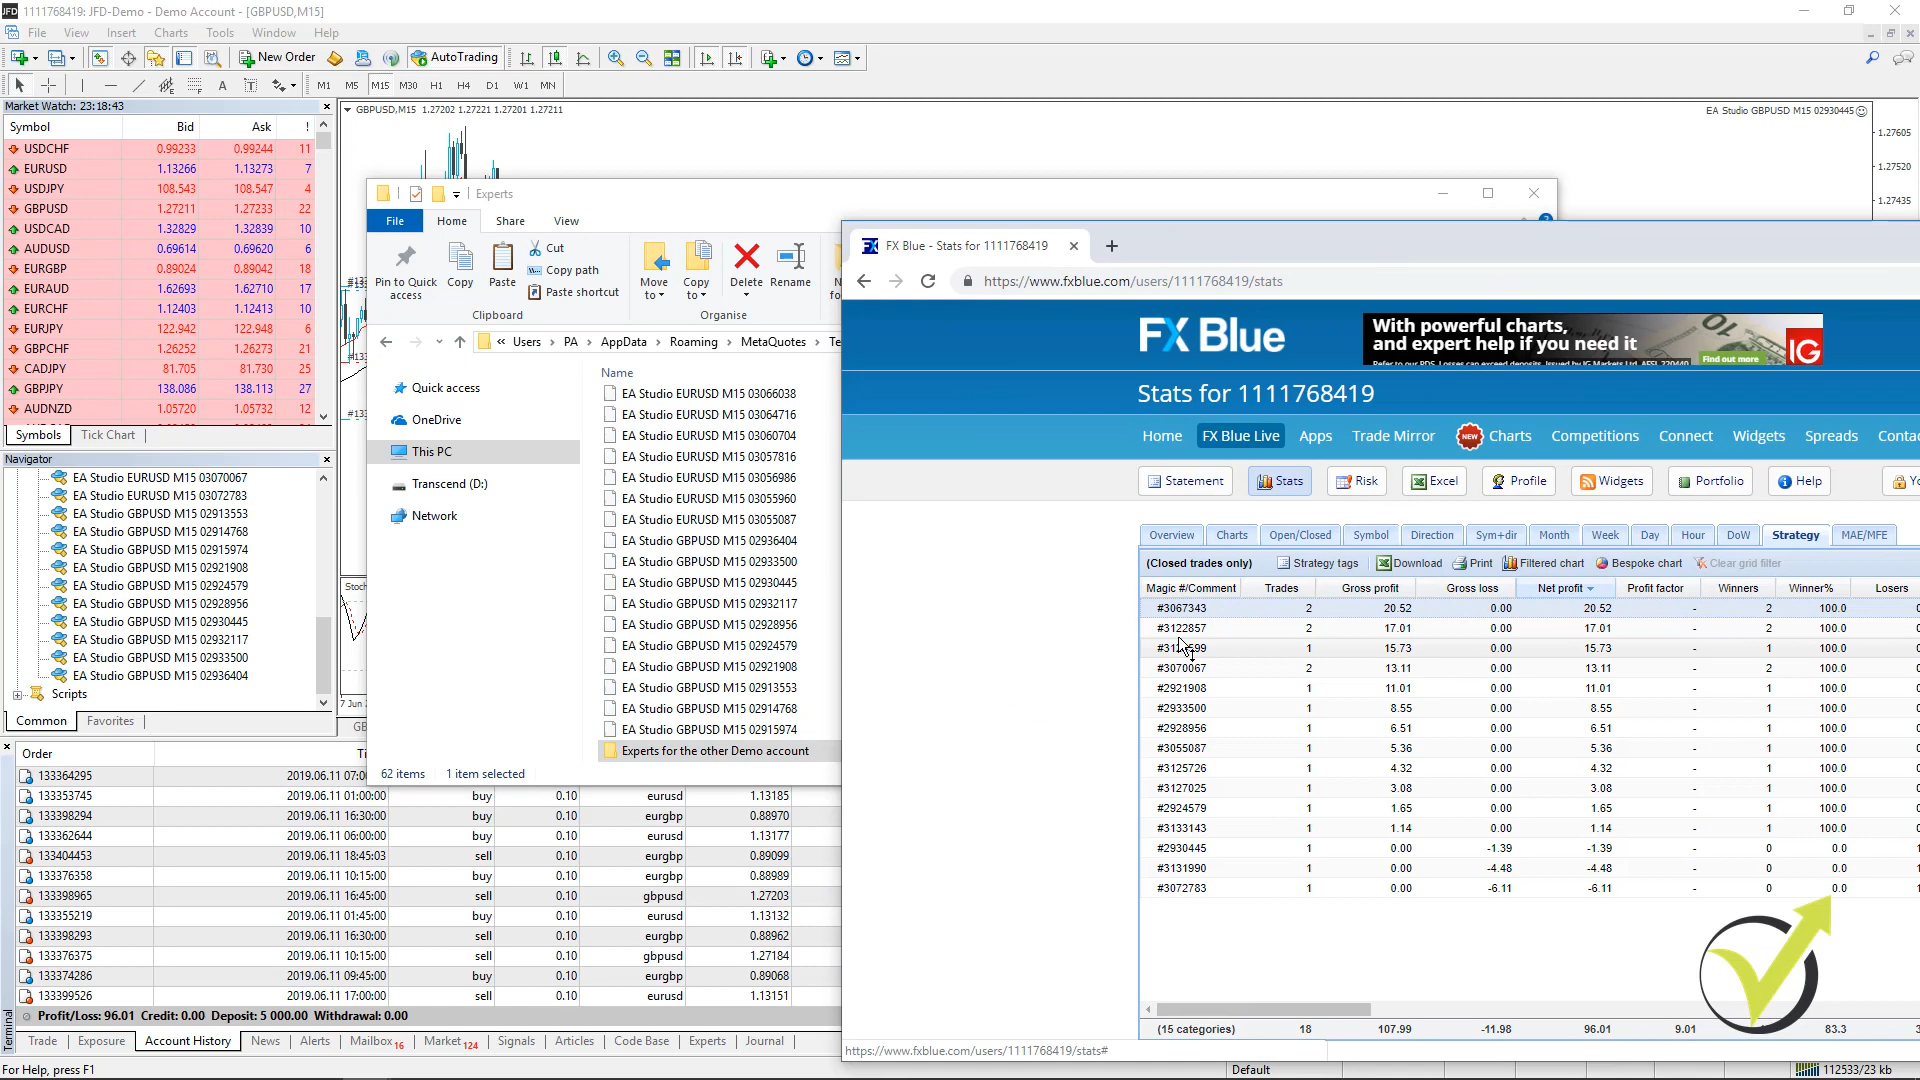 1111768419: JFD-Demo - Demo Account - [GBPUSD,M15]
File View Insert Charts Tools Window Help
New Order AutoTrading
M1 M5 M15 M30 H1 H4 D1 W1 MN
Market Watch: 23:18:43
Symbol Bid Ask !
USDCHF 0.99233 0.99244 11
EURUSD 1.13266 1.13273 7
USDJPY 108.543 108.547 4
GBPUSD 1.27211 1.27233 22
USDCAD 1.32829 1.32839 10
AUDUSD 0.69614 0.69620 6
EURGBP 0.89024 0.89042 18
EURAUD 1.62693 1.62710 17
EURCHF 1.12403 1.12413 10
EURJPY 122.942 122.948 6
GBPCHF 1.26252 1.26273 21
CADJPY 81.705 81.730 25
GBPJPY 138.086 138.113 27
AUDNZD 1.05720 1.05732 12
Symbols Tick Chart
Navigator
EA Studio EURUSD M15 03070067
EA Studio EURUSD M15 03072783
EA Studio GBPUSD M15 02913553
EA Studio GBPUSD M15 02914768
EA Studio GBPUSD M15 02915974
EA Studio GBPUSD M15 02921908
EA Studio GBPUSD M15 02924579
EA Studio GBPUSD M15 02928956
EA Studio GBPUSD M15 02930445
EA Studio GBPUSD M15 02932117
EA Studio GBPUSD M15 02933500
EA Studio GBPUSD M15 02936404
Scripts
Common Favorites
GBPUSD,M15 1.27202 1.27221 1.27201 1.27211
EA Studio GBPUSD M15 02930445
1.27605
1.27520
1.27435
Stoch
7 Jun
Experts
File Home Share View
Pin to Quick access
Copy
Paste
Cut
Copy path
Paste shortcut
Move to
Copy to
Delete
Rename
Clipboard Organise
« Users PA AppData Roaming MetaQuotes Te
Quick access
OneDrive
This PC
Transcend (D:)
Network
Name
EA Studio EURUSD M15 03066038
EA Studio EURUSD M15 03064716
EA Studio EURUSD M15 03060704
EA Studio EURUSD M15 03057816
EA Studio EURUSD M15 03056986
EA Studio EURUSD M15 03055960
EA Studio EURUSD M15 03055087
EA Studio GBPUSD M15 02936404
EA Studio GBPUSD M15 02933500
EA Studio GBPUSD M15 02930445
EA Studio GBPUSD M15 02932117
EA Studio GBPUSD M15 02928956
EA Studio GBPUSD M15 02924579
EA Studio GBPUSD M15 02921908
EA Studio GBPUSD M15 02913553
EA Studio GBPUSD M15 02914768
EA Studio GBPUSD M15 02915974
Experts for the other Demo account
62 items 1 item selected
FX Blue - Stats for 1111768419
https://www.fxblue.com/users/1111768419/stats
FX Blue
With powerful charts,
and expert help if you need it
Find out more
IG
Stats for 1111768419
Home FX Blue Live Apps Trade Mirror NEW Charts Competitions Connect Widgets Spreads Conta
Statement Stats Risk Excel Profile Widgets Portfolio Help
Overview Charts Open/Closed Symbol Direction Sym+dir Month Week Day Hour DoW Strategy MAE/MFE
(Closed trades only) Strategy tags Download Print Filtered chart Bespoke chart Clear grid filter
Magic #/Comment Trades Gross profit Gross loss Net profit Profit factor Winners Winner% Losers
#3067343 2 20.52 0.00 20.52 - 2 100.0
#3122857 2 17.01 0.00 17.01 - 2 100.0
1 15.73 0.00 15.73 - 1 100.0
#3070067 2 13.11 0.00 13.11 - 2 100.0
#2921908 1 11.01 0.00 11.01 - 1 100.0
#2933500 1 8.55 0.00 8.55 - 1 100.0
#2928956 1 6.51 0.00 6.51 - 1 100.0
#3055087 1 5.36 0.00 5.36 - 1 100.0
#3125726 1 4.32 0.00 4.32 - 1 100.0
#3127025 1 3.08 0.00 3.08 - 1 100.0
#2924579 1 1.65 0.00 1.65 - 1 100.0
#3133143 1 1.14 0.00 1.14 - 1 100.0
#2930445 1 0.00 -1.39 -1.39 - 0 0.0
#3131990 1 0.00 -4.48 -4.48 - 0 0.0
#3072783 1 0.00 -6.11 -6.11 - 0 0.0
(15 categories) 18 107.99 -11.98 96.01 9.01 83.3
https://www.fxblue.com/users/1111768419/stats#
Order Ti
133364295 2019.06.11 07:0
133353745 2019.06.11 01:00:00 buy 0.10 eurusd 1.13185
133398294 2019.06.11 16:30:00 buy 0.10 eurgbp 0.88970
133362644 2019.06.11 06:00:00 buy 0.10 eurusd 1.13177
133404453 2019.06.11 18:45:03 sell 0.10 eurgbp 0.89099
133376358 2019.06.11 10:15:00 buy 0.10 eurgbp 0.88989
133398965 2019.06.11 16:45:00 sell 0.10 gbpusd 1.27203
133355219 2019.06.11 01:45:00 buy 0.10 eurusd 1.13132
133398293 2019.06.11 16:30:00 sell 0.10 eurgbp 0.88962
133376375 2019.06.11 10:15:00 sell 0.10 gbpusd 1.27184
133374286 2019.06.11 09:45:00 buy 0.10 eurgbp 0.89068
133399526 2019.06.11 17:00:00 sell 0.10 eurusd 1.13151
Profit/Loss: 96.01 Credit: 0.00 Deposit: 5 000.00 Withdrawal: 0.00
Terminal
Trade Exposure Account History News Alerts Mailbox 16 Market 124 Signals Articles Code Base Experts Journal
For Help, press F1 Default 112533/23 kb